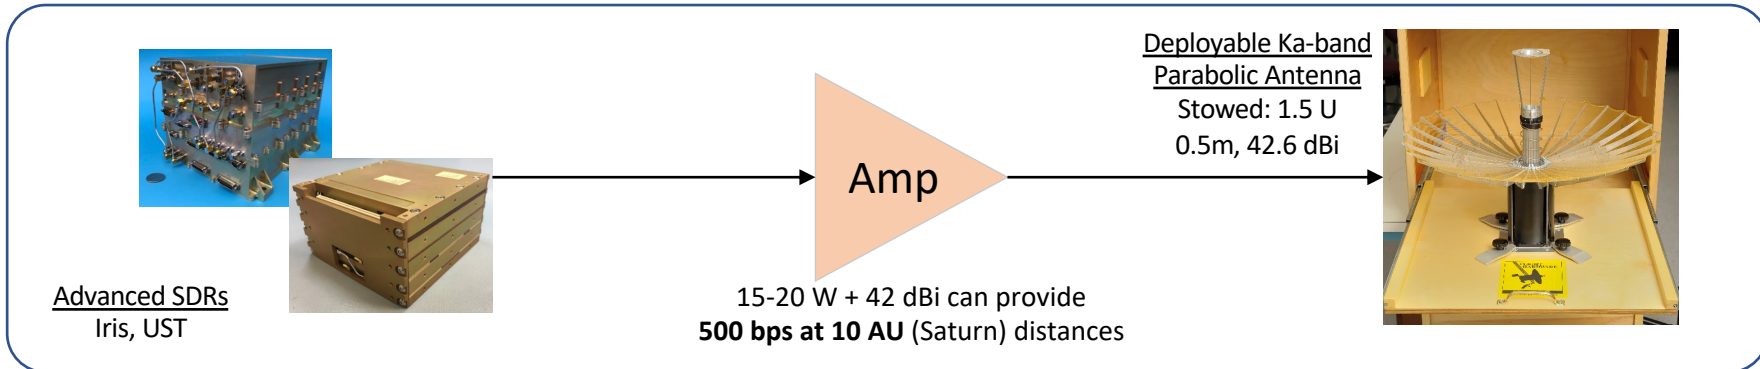 Advanced SDRs
Iris, UST
Amp
15-20 W + 42 dBi can provide
500 bps at 10 AU (Saturn) distances
Deployable Ka-band
Parabolic Antenna
Stowed: 1.5 U
0.5m, 42.6 dBi